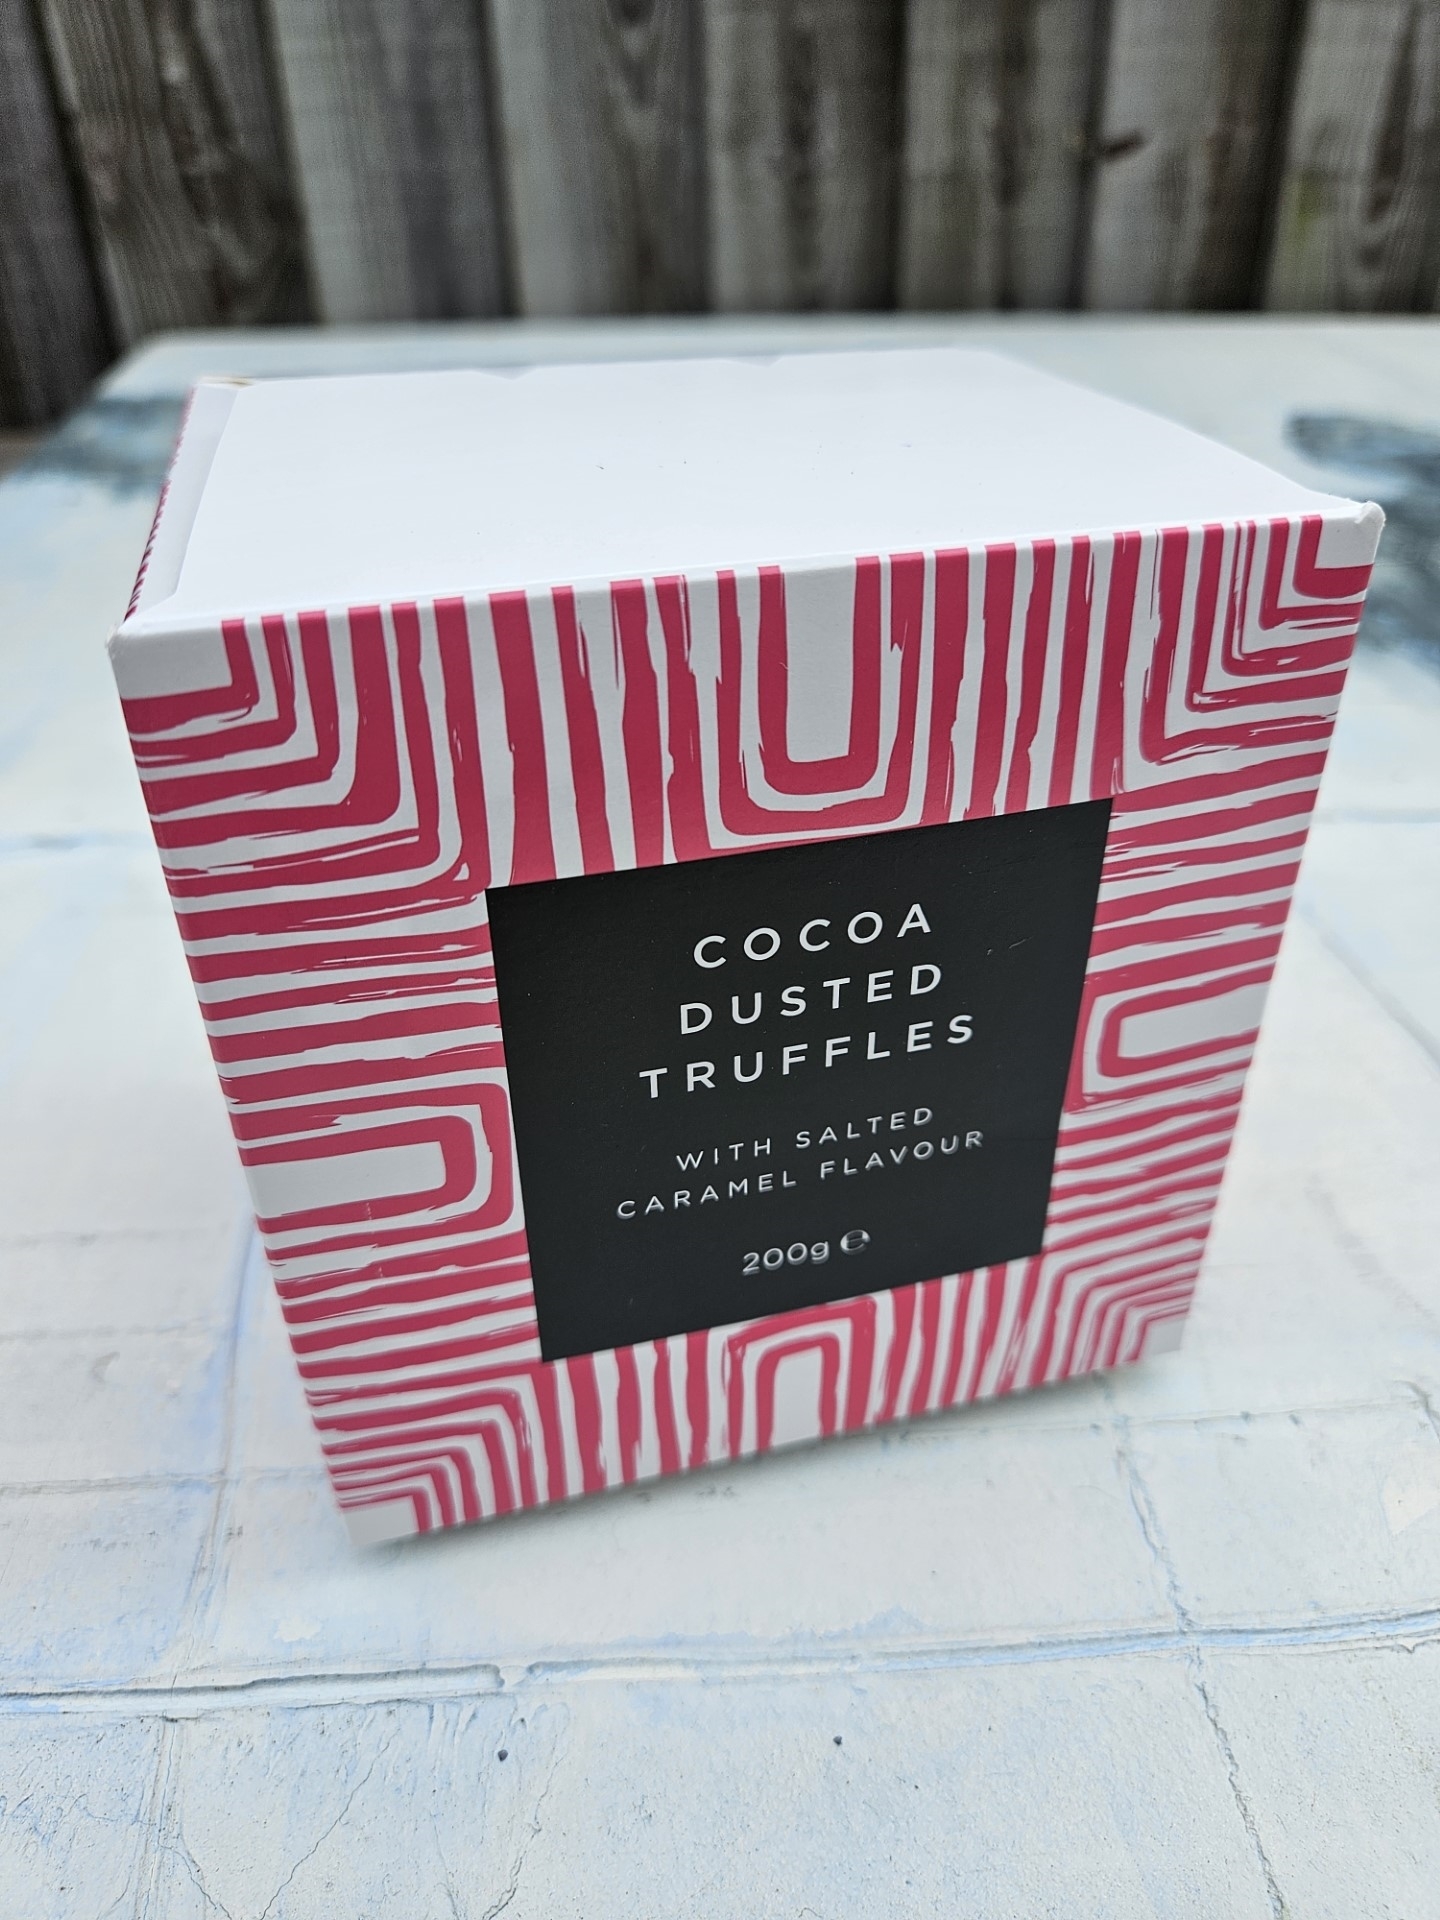 COCOA
DUSTED
TRUFFLES
WITH SALTED
CARAMEL FLAVOUR
200g ℮